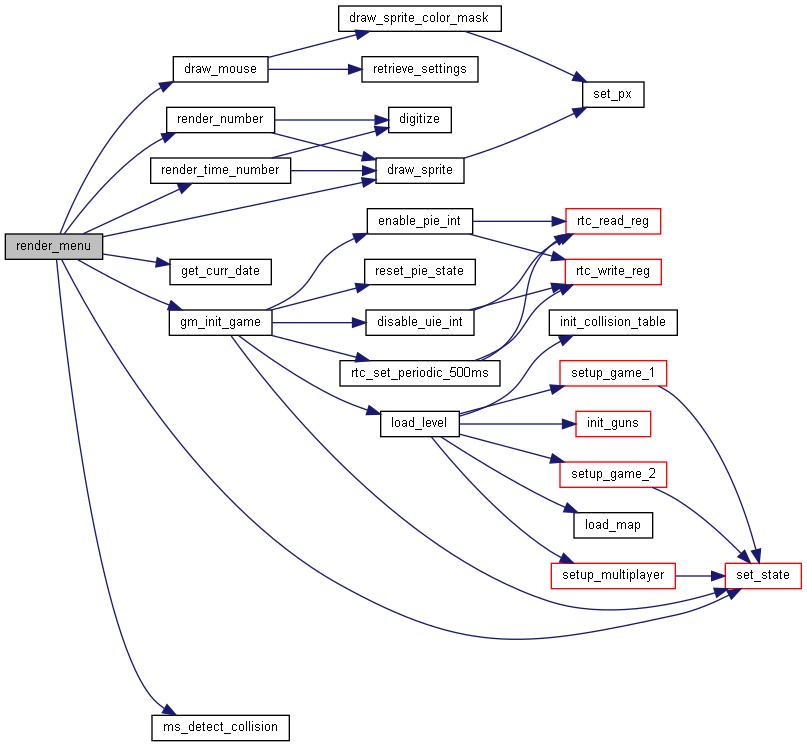 draw_sprite_color_mask
draw_mouse
retrieve_settings
set_px
render_number
digitize
render_time_number
draw_sprite
enable_pie_int
rtc_read_reg
render_menu
get_curr_date
reset_pie_state
rtc_write_reg
gm_init_game
disable_uie_int
init_collision_table
rtc_set_periodic_500ms
setup_game_1
load_level
init_guns
setup_game_2
load_map
setup_multiplayer
set_state
ms_detect_collision